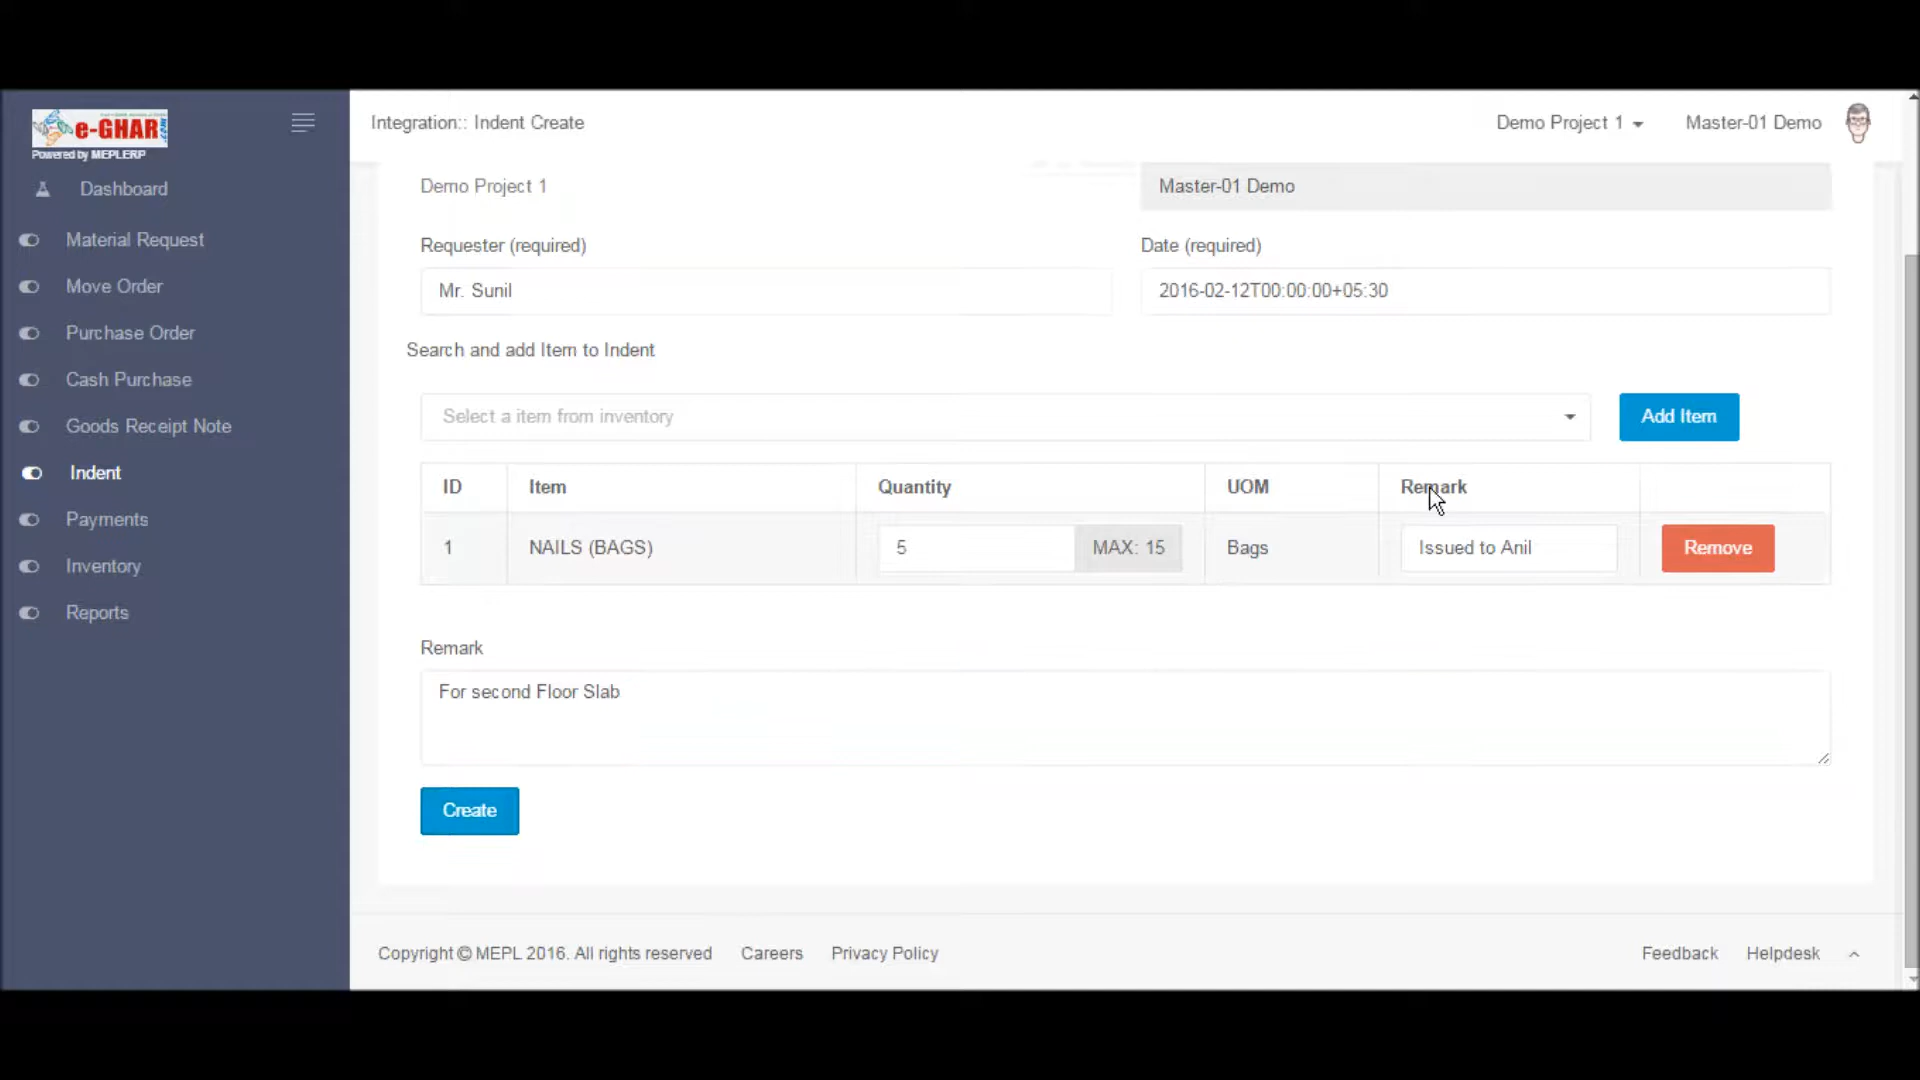 e-GHAR.com
Powered by MEPLERP
Integration:: Indent Create
Demo Project 1
Master-01 Demo
Dashboard
Material Request
Move Order
Purchase Order
Cash Purchase
Goods Receipt Note
Indent
Payments
Inventory
Reports
Demo Project 1
Master-01 Demo
Requester (required)
Date (required)
Mr. Sunil
2016-02-12T00:00:00+05:30
Search and add Item to Indent
Select a item from inventory
Add Item
ID Item Quantity UOM Remark
1 NAILS (BAGS) 5 MAX: 15 Bags Issued to Anil Remove
Remark
For second Floor Slab
Create
Copyright © MEPL 2016. All rights reserved Careers Privacy Policy Feedback Helpdesk